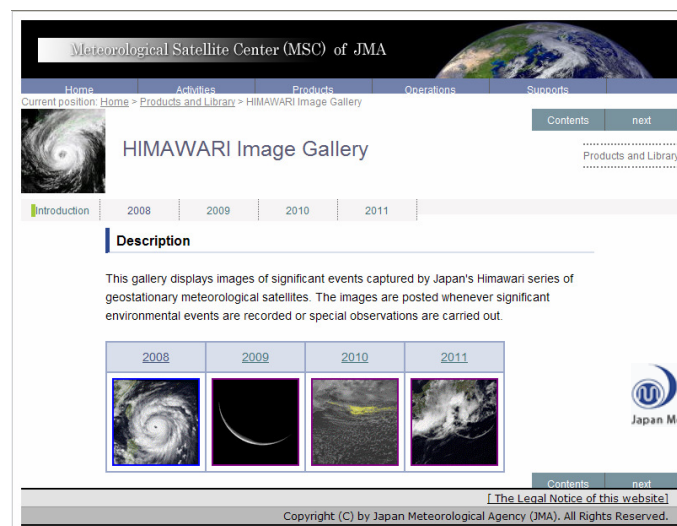 Meteorological Satellite Center (MSC) of JMA
Home Activities Products Operations Supports
Current position: Home > Products and Library > HIMAWARI Image Gallery
Contents next
HIMAWARI Image Gallery
Products and Library
Introduction 2008 2009 2010 2011
Description
This gallery displays images of significant events captured by Japan's Himawari series of
geostationary meteorological satellites. The images are posted whenever significant
environmental events are recorded or special observations are carried out.
2008 2009 2010 2011
Japan M
Contents next
[ The Legal Notice of this website]
Copyright (C) by Japan Meteorological Agency (JMA). All Rights Reserved.